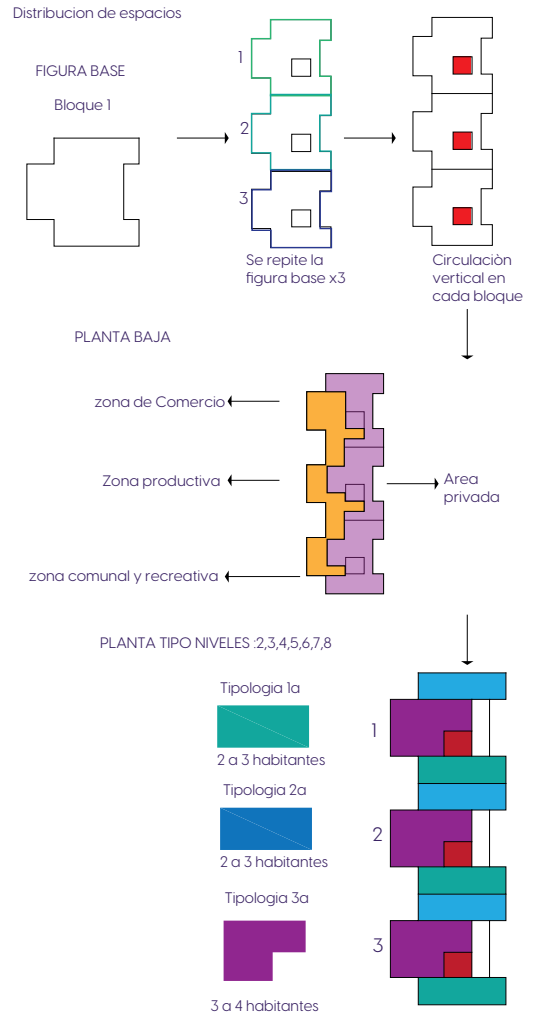 Distribucion de espacios
FIGURA BASE
Bloque 1
1
2
3
Se repite la
figura base x3
Circulaciòn
vertical en
cada bloque
PLANTA BAJA
zona de Comercio
Zona productiva
Area
privada
zona comunal y recreativa
PLANTA TIPO NIVELES :2,3,4,5,6,7,8
Tipologia 1a
2 a 3 habitantes
Tipologia 2a
2 a 3 habitantes
Tipologia 3a
3 a 4 habitantes
1
2
3